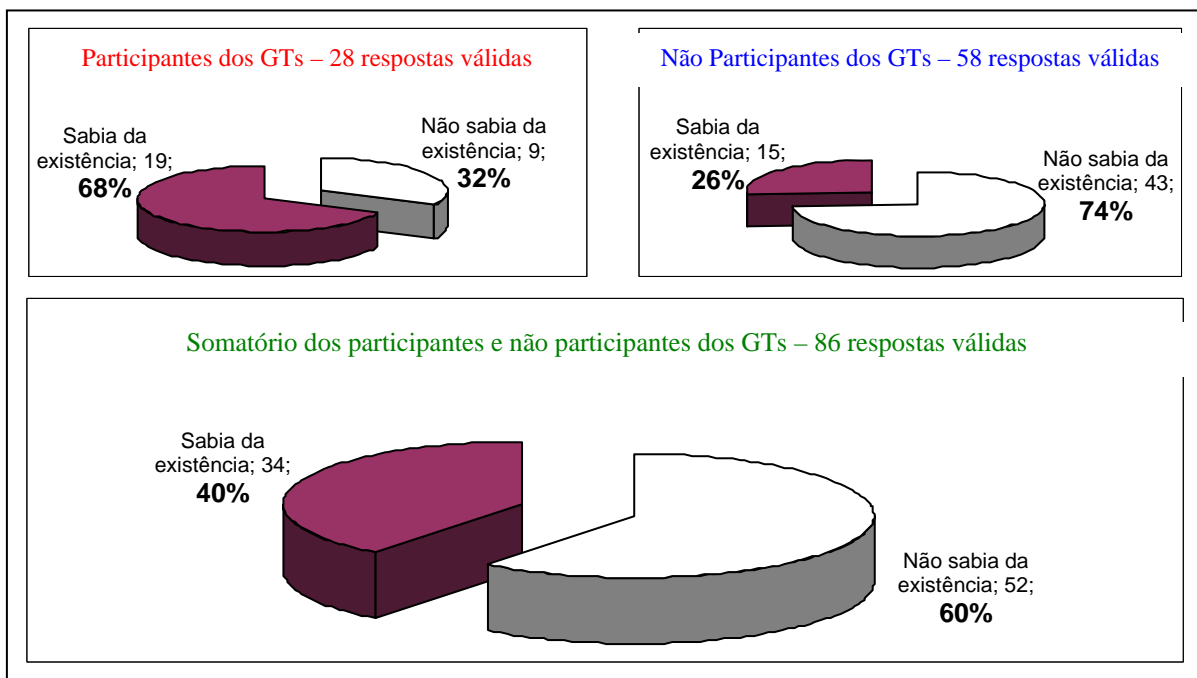 Participantes dos GTs – 28 respostas válidas
Sabia da
existência; 19;
68%
Não sabia da
existência; 9;
32%
Não Participantes dos GTs – 58 respostas válidas
Sabia da
existência; 15;
26%
Não sabia da
existência; 43;
74%
Somatório dos participantes e não participantes dos GTs – 86 respostas válidas
Sabia da
existência; 34;
40%
Não sabia da
existência; 52;
60%